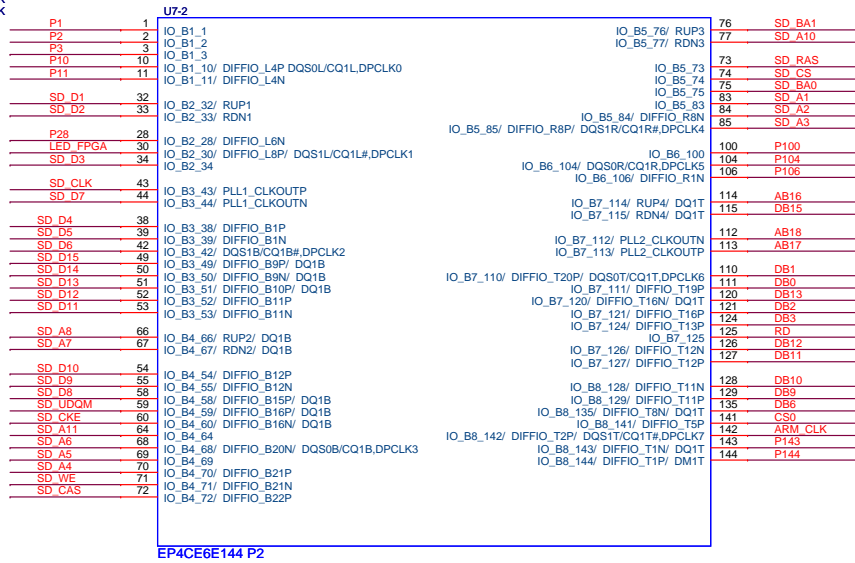 K
U7-2
P1 1 IO_B1_1
P2 2 IO_B1_2
P3 3 IO_B1_3
P10 10 IO_B1_10/ DIFFIO_L4P DQS0L/CQ1L,DPCLK0
P11 11 IO_B1_11/ DIFFIO_L4N
SD_D1 32 IO_B2_32/ RUP1
SD_D2 33 IO_B2_33/ RDN1
P28 28 IO_B2_28/ DIFFIO_L6N
LED_FPGA 30 IO_B2_30/ DIFFIO_L8P/ DQS1L/CQ1L#,DPCLK1
SD_D3 34 IO_B2_34
SD_CLK 43 IO_B3_43/ PLL1_CLKOUTP
SD_D7 44 IO_B3_44/ PLL1_CLKOUTN
SD_D4 38 IO_B3_38/ DIFFIO_B1P
SD_D5 39 IO_B3_39/ DIFFIO_B1N
SD_D6 42 IO_B3_42/ DQS1B/CQ1B#,DPCLK2
SD_D15 49 IO_B3_49/ DIFFIO_B9P/ DQ1B
SD_D14 50 IO_B3_50/ DIFFIO_B9N/ DQ1B
SD_D13 51 IO_B3_51/ DIFFIO_B10P/ DQ1B
SD_D12 52 IO_B3_52/ DIFFIO_B11P
SD_D11 53 IO_B3_53/ DIFFIO_B11N
SD_A8 66 IO_B4_66/ RUP2/ DQ1B
SD_A7 67 IO_B4_67/ RDN2/ DQ1B
SD_D10 54 IO_B4_54/ DIFFIO_B12P
SD_D9 55 IO_B4_55/ DIFFIO_B12N
SD_D8 58 IO_B4_58/ DIFFIO_B15P/ DQ1B
SD_UDQM 59 IO_B4_59/ DIFFIO_B16P/ DQ1B
SD_CKE 60 IO_B4_60/ DIFFIO_B16N/ DQ1B
SD_A11 64 IO_B4_64
SD_A6 68 IO_B4_68/ DIFFIO_B20N/ DQS0B/CQ1B,DPCLK3
SD_A5 69 IO_B4_69
SD_A4 70 IO_B4_70/ DIFFIO_B21P
SD_WE 71 IO_B4_71/ DIFFIO_B21N
SD_CAS 72 IO_B4_72/ DIFFIO_B22P
IO_B5_76/ RUP3 76 SD_BA1
IO_B5_77/ RDN3 77 SD_A10
IO_B5_73 73 SD_RAS
IO_B5_74 74 SD_CS
IO_B5_75 75 SD_BA0
IO_B5_83 83 SD_A1
IO_B5_84/ DIFFIO_R8N 84 SD_A2
IO_B5_85/ DIFFIO_R8P/ DQS1R/CQ1R#,DPCLK4 85 SD_A3
IO_B6_100 100 P100
IO_B6_104/ DQS0R/CQ1R,DPCLK5 104 P104
IO_B6_106/ DIFFIO_R1N 106 P106
IO_B7_114/ RUP4/ DQ1T 114 AB16
IO_B7_115/ RDN4/ DQ1T 115 DB15
IO_B7_112/ PLL2_CLKOUTN 112 AB18
IO_B7_113/ PLL2_CLKOUTP 113 AB17
IO_B7_110/ DIFFIO_T20P/ DQS0T/CQ1T,DPCLK6 110 DB1
IO_B7_111/ DIFFIO_T19P 111 DB0
IO_B7_120/ DIFFIO_T16N/ DQ1T 120 DB13
IO_B7_121/ DIFFIO_T16P 121 DB2
IO_B7_124/ DIFFIO_T13P 124 DB3
IO_B7_125 125 RD
IO_B7_126/ DIFFIO_T12N 126 DB12
IO_B7_127/ DIFFIO_T12P 127 DB11
IO_B8_128/ DIFFIO_T11N 128 DB10
IO_B8_129/ DIFFIO_T11P 129 DB9
IO_B8_135/ DIFFIO_T8N/ DQ1T 135 DB6
IO_B8_141/ DIFFIO_T5P 141 CS0
IO_B8_142/ DIFFIO_T2P/ DQS1T/CQ1T#,DPCLK7 142 ARM_CLK
IO_B8_143/ DIFFIO_T1N/ DQ1T 143 P143
IO_B8_144/ DIFFIO_T1P/ DM1T 144 P144
EP4CE6E144 P2